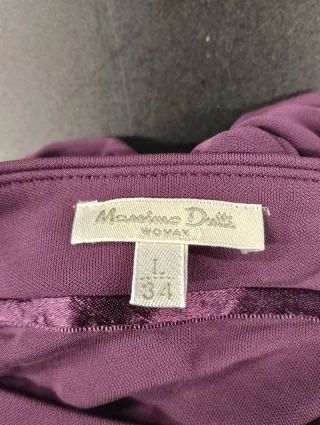 Massimo Dutti
WOMAN
L
34